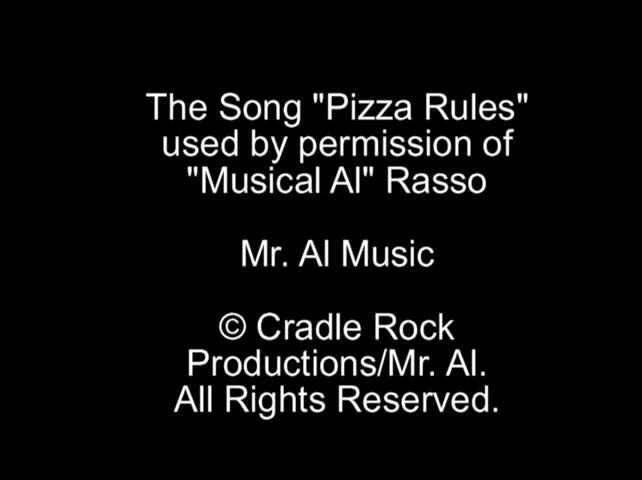 The Song "Pizza Rules"
used by permission of
"Musical Al" Rasso
Mr. Al Music
© Cradle Rock
Productions/Mr. Al.
All Rights Reserved.